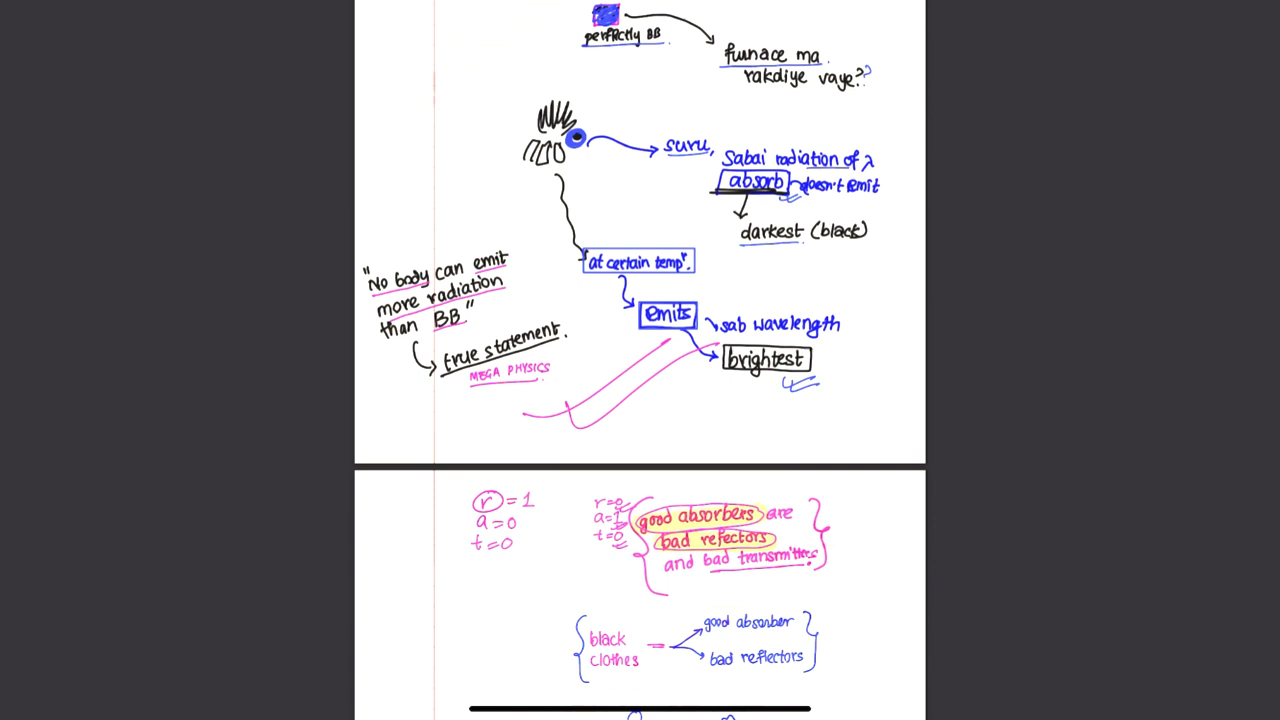 perfectly BB.
furnace ma.
rakdiye vaye??
suru,
Sabai radiation of λ
absorb doesn't emit
darkest (black)
"at certain temp".
"No body can emit
more radiation
than BB."
true statement.
MEGA PHYSICS
emits
sab wavelength
brightest
r=1
a=0
t=0
r=0
a=1
t=0
good absorbers are
bad refectors
and bad transmitters.
black
clothes =
good absorber
bad reflectors